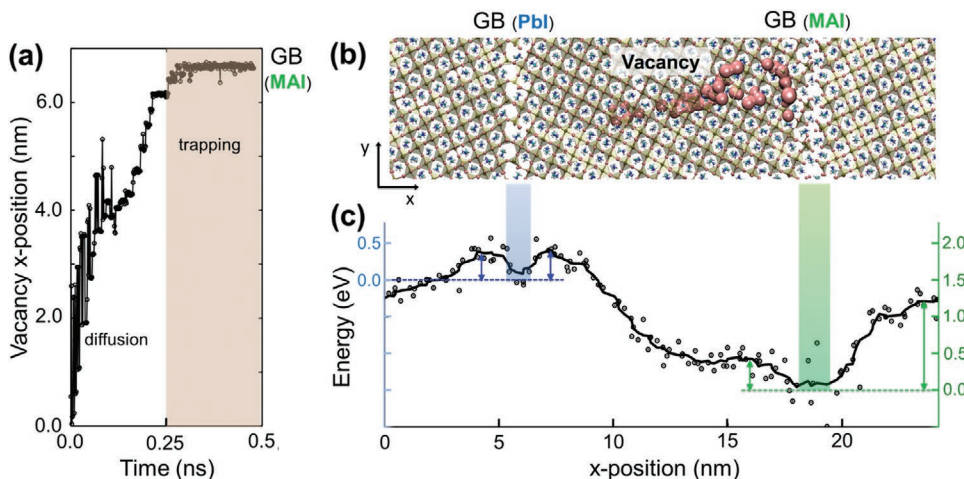 (a)
Vacancy x-position (nm)
6.0
4.0
2.0
0.0
diffusion
trapping
GB
(MAI)
0.0
0.25
0.5
Time (ns)
(b)
GB (PbI)
GB (MAI)
Vacancy
y
x
(c)
Energy (eV)
0.5
0.0
2.0
1.5
1.0
0.5
0.0
0
5
10
15
20
x-position (nm)